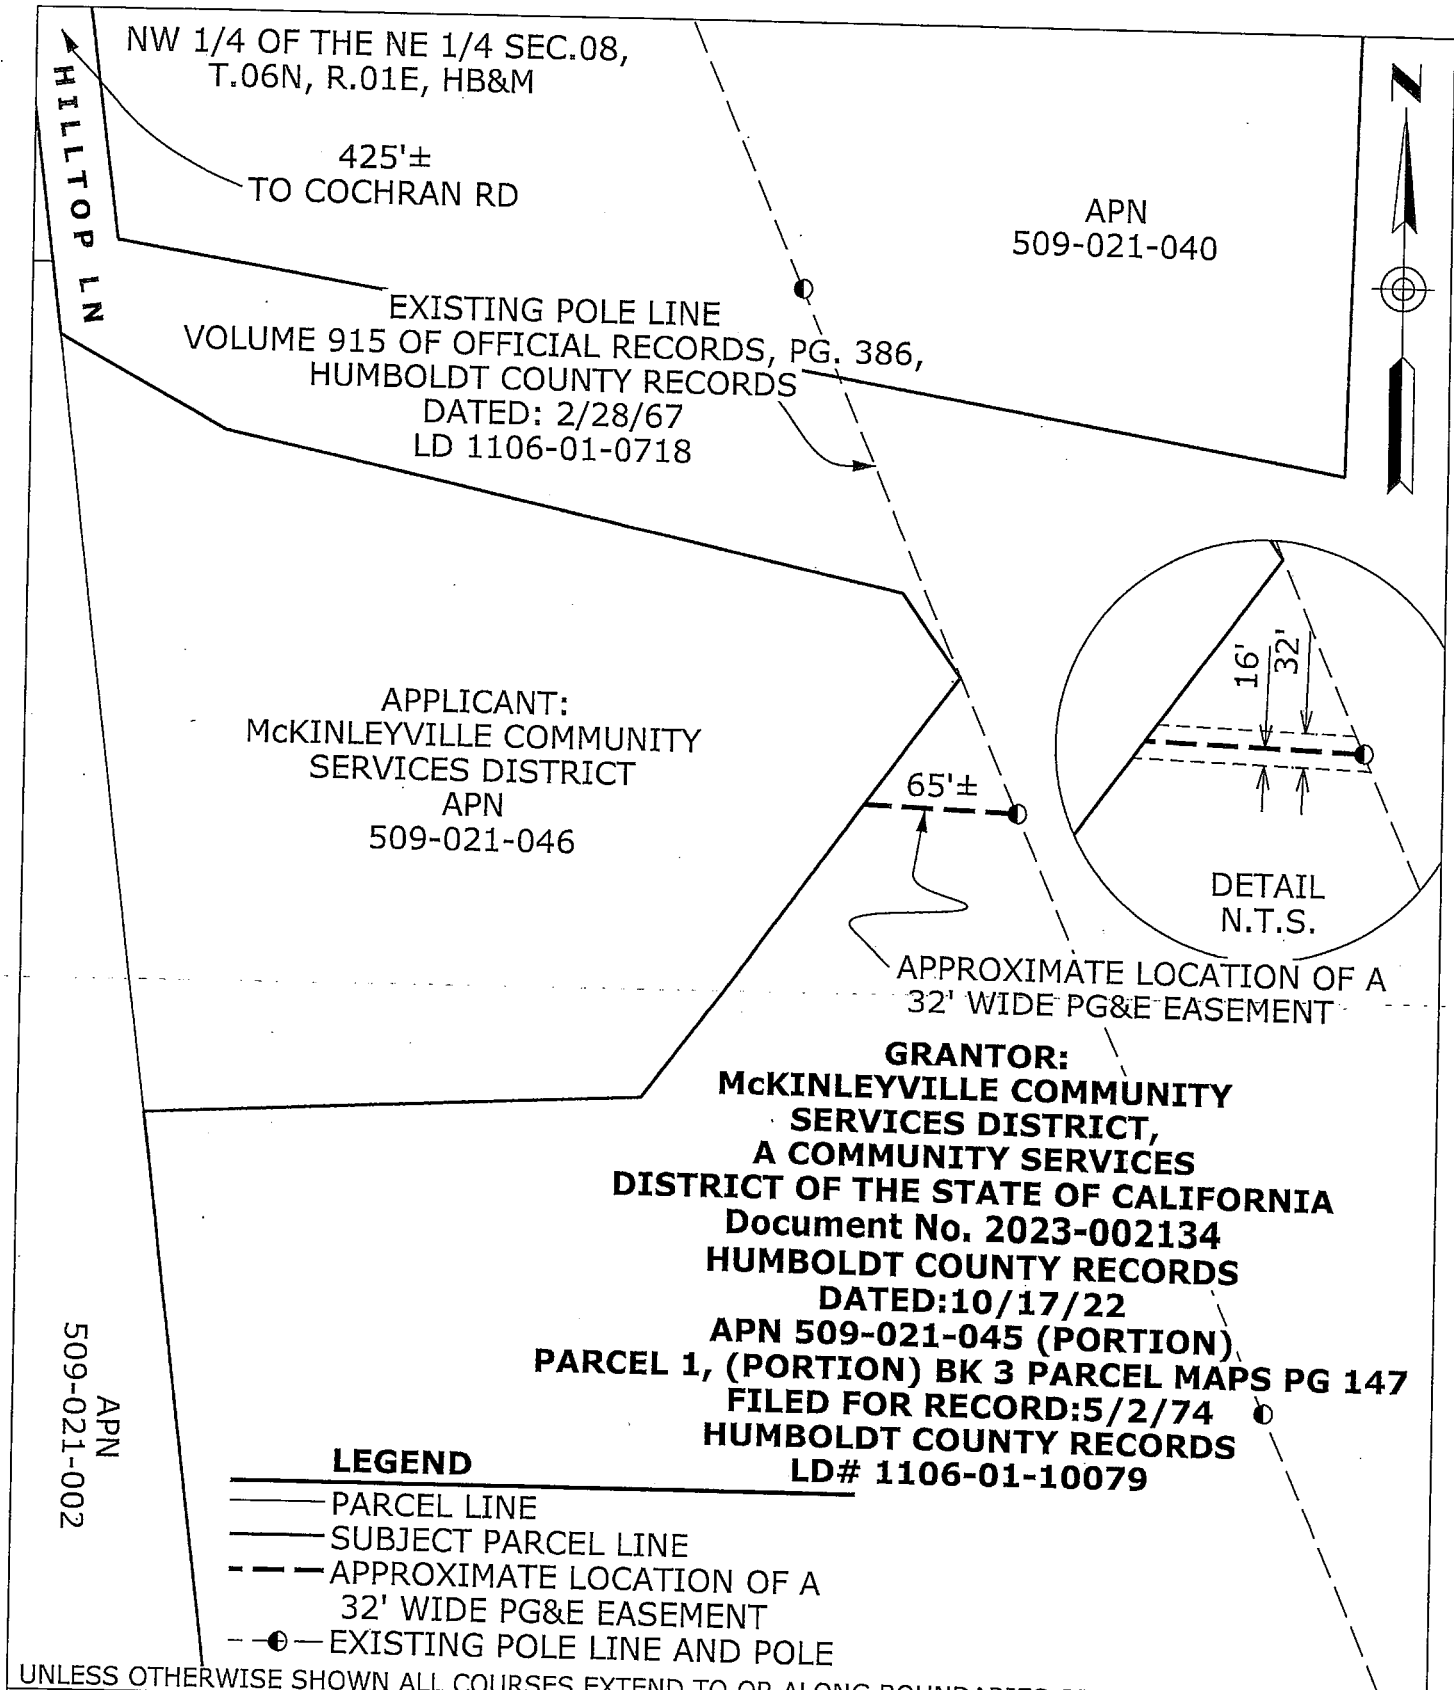 NW 1/4 OF THE NE 1/4 SEC.08,
T.06N, R.01E, HB&M
HILLTOP LN
425'±
TO COCHRAN RD
N
APN
509-021-040
EXISTING POLE LINE
VOLUME 915 OF OFFICIAL RECORDS, PG. 386,
HUMBOLDT COUNTY RECORDS
DATED: 2/28/67
LD 1106-01-0718
16'
32'
DETAIL
N.T.S.
APPLICANT:
McKINLEYVILLE COMMUNITY
SERVICES DISTRICT
APN
509-021-046
65'±
APPROXIMATE LOCATION OF A
32' WIDE PG&E EASEMENT
GRANTOR:
McKINLEYVILLE COMMUNITY
SERVICES DISTRICT,
A COMMUNITY SERVICES
DISTRICT OF THE STATE OF CALIFORNIA
Document No. 2023-002134
HUMBOLDT COUNTY RECORDS
DATED:10/17/22
APN 509-021-045 (PORTION)
PARCEL 1, (PORTION) BK 3 PARCEL MAPS PG 147
FILED FOR RECORD:5/2/74
HUMBOLDT COUNTY RECORDS
LD# 1106-01-10079
APN
509-021-002
LEGEND
PARCEL LINE
SUBJECT PARCEL LINE
APPROXIMATE LOCATION OF A
32' WIDE PG&E EASEMENT
EXISTING POLE LINE AND POLE
UNLESS OTHERWISE SHOWN ALL COURSES EXTEND TO OR ALONG BOUNDARIES